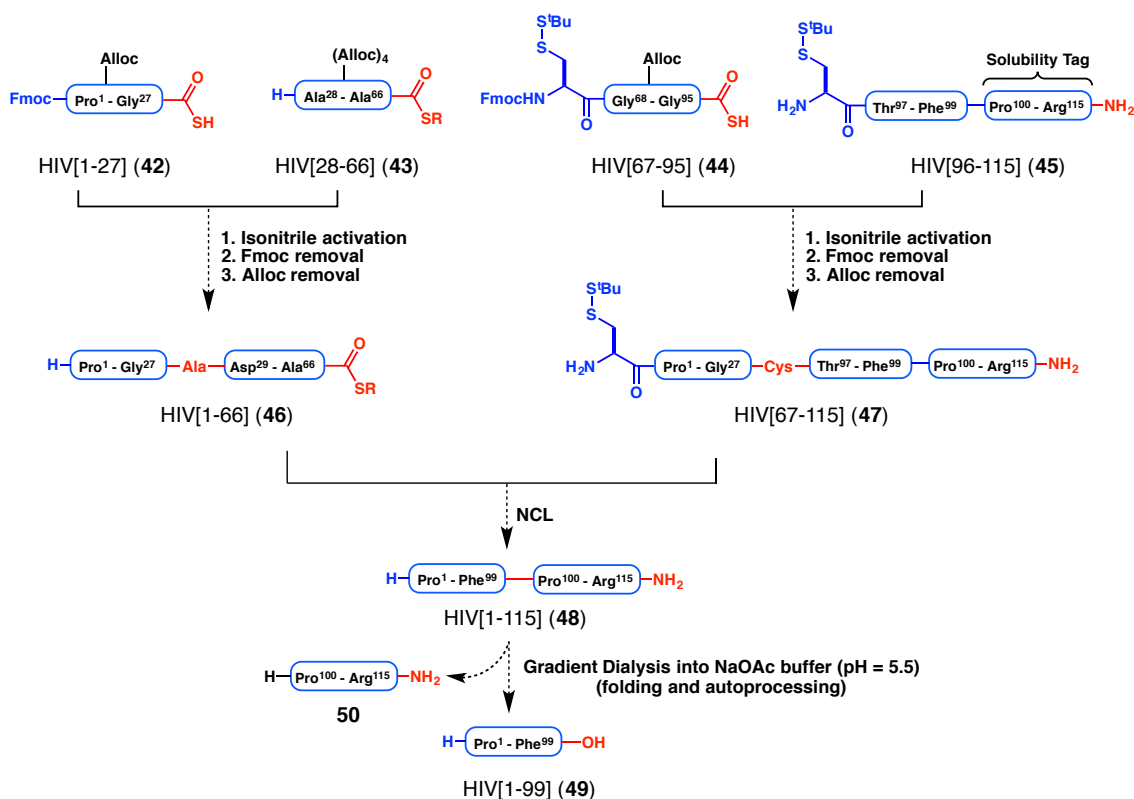 SᵗBu
S
FmocHN
O
SᵗBu
S
H₂N
O
Alloc
Fmoc
Pro¹ - Gly²⁷
O
SH
(Alloc)₄
H
Ala²⁸ - Ala⁶⁶
O
SR
Alloc
Gly⁶⁸ - Gly⁹⁵
O
SH
Solubility Tag
Thr⁹⁷ - Phe⁹⁹
Pro¹⁰⁰ - Arg¹¹⁵
NH₂
HIV[1-27] (42)
HIV[28-66] (43)
HIV[67-95] (44)
HIV[96-115] (45)
1. Isonitrile activation
2. Fmoc removal
3. Alloc removal
1. Isonitrile activation
2. Fmoc removal
3. Alloc removal
H
Pro¹ - Gly²⁷
Ala
Asp²⁹ - Ala⁶⁶
O
SR
HIV[1-66] (46)
SᵗBu
S
H₂N
O
Pro¹ - Gly²⁷
Cys
Thr⁹⁷ - Phe⁹⁹
Pro¹⁰⁰ - Arg¹¹⁵
NH₂
HIV[67-115] (47)
NCL
H
Pro¹ - Phe⁹⁹
Pro¹⁰⁰ - Arg¹¹⁵
NH₂
HIV[1-115] (48)
H
Pro¹⁰⁰ - Arg¹¹⁵
NH₂
50
Gradient Dialysis into NaOAc buffer (pH = 5.5)
(folding and autoprocessing)
H
Pro¹ - Phe⁹⁹
OH
HIV[1-99] (49)